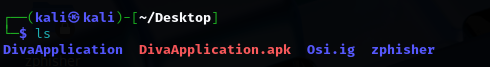 ┌──(kali㉿kali)-[~/Desktop]
└─$ ls
DivaApplication  DivaApplication.apk  Osi.ig  zphisher